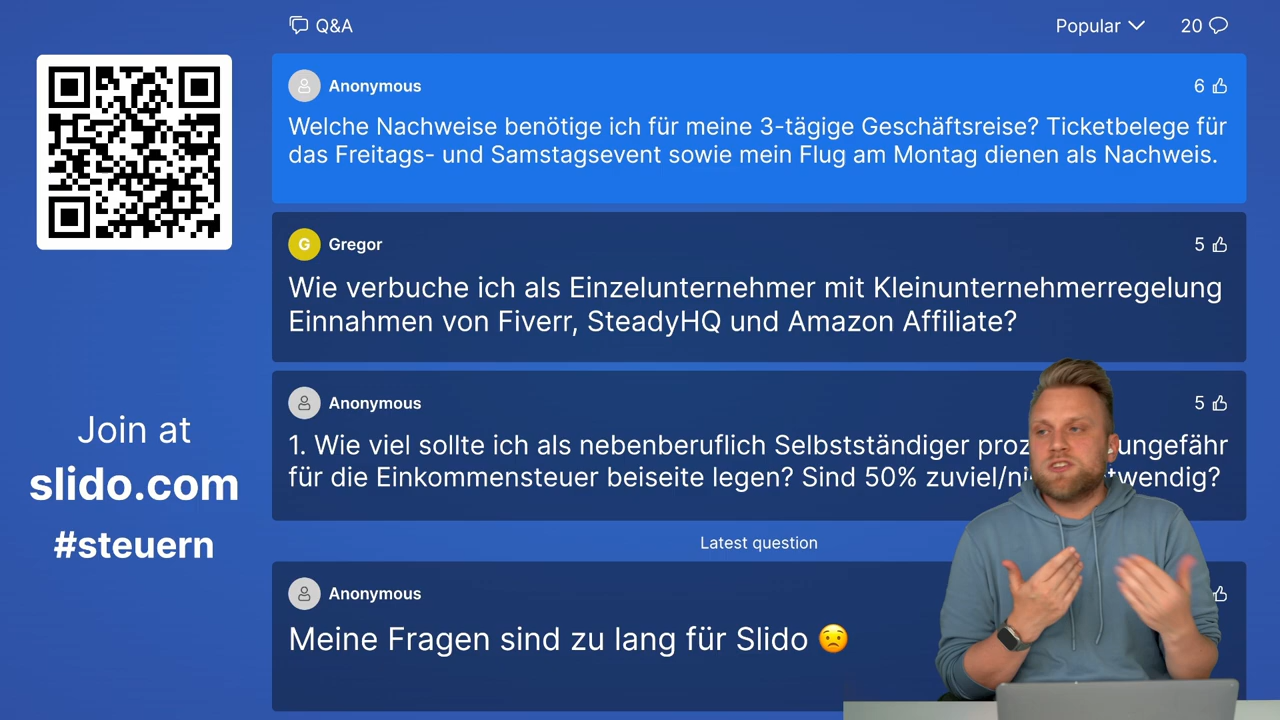 Q&A
Popular
20
Anonymous
6
Welche Nachweise benötige ich für meine 3-tägige Geschäftsreise? Ticketbelege für
das Freitags- und Samstagsevent sowie mein Flug am Montag dienen als Nachweis.
G
Gregor
5
Wie verbuche ich als Einzelunternehmer mit Kleinunternehmerregelung
Einnahmen von Fiverr, SteadyHQ und Amazon Affiliate?
Anonymous
5
1. Wie viel sollte ich als nebenberuflich Selbstständiger ungefähr
für die Einkommensteuer beiseite legen? Sind 50%
Latest question
Anonymous
Meine Fragen sind zu lang für Slido 😟
Join at
slido.com
#steuern